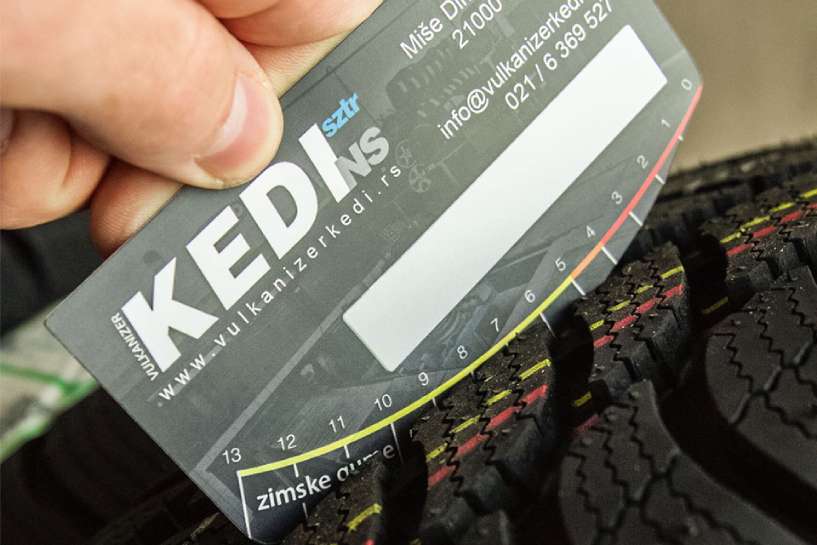 Miše
21000
info@vulkanizerkedi
021 / 6 369 527
VULKANIZER
KEDI
sztr
NS
www.vulkanizerkedi.rs
0
1
2
3
4
5
6
7
8
9
10
11
12
13
zimske gume